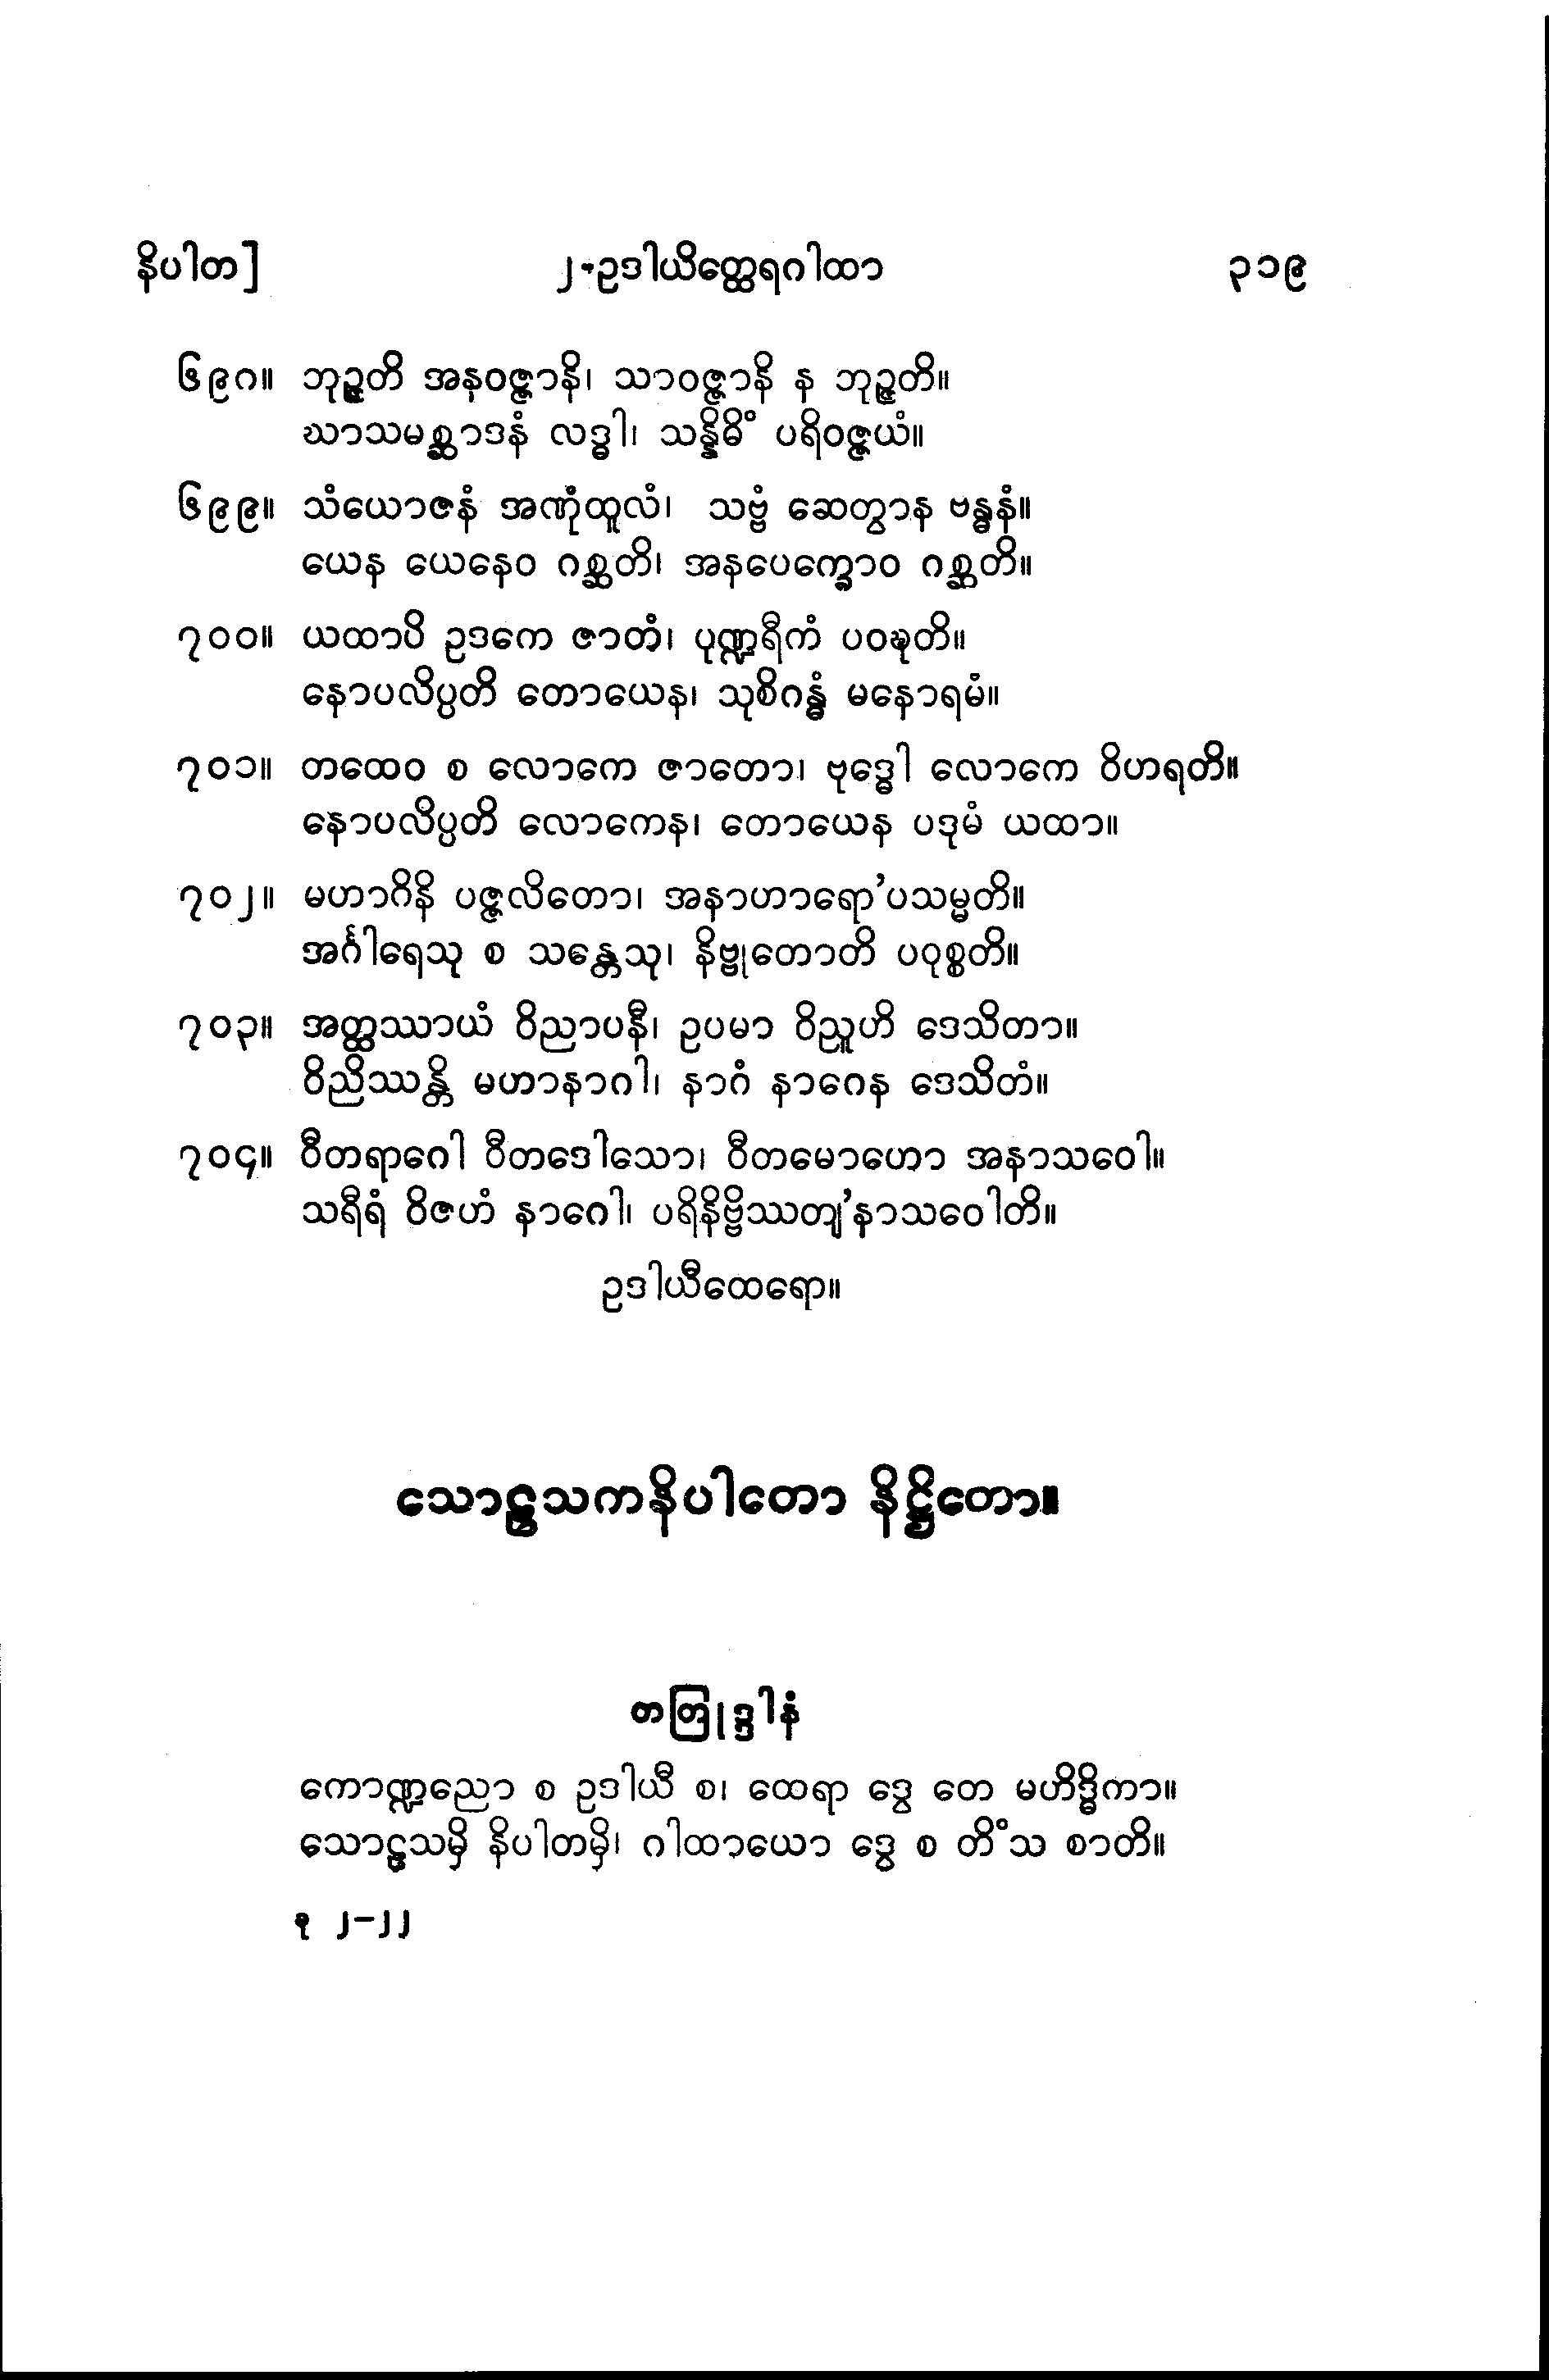 နိပါတ] ၂-ဥဒါယိတ္ထေရဂါထာ ၃၁၉
၆၉ဂ။ ဘုဉ္ဇတိ အနဝဇ္ဇာနိ၊ သာဝဇ္ဇာနိ န ဘုဉ္ဇတိ။
ဃာသမစ္ဆာဒနံ လဒ္ဓါ၊ သန္နိဓိံ ပရိဝဇ္ဇယံ။
၆၉၉။ သံယောဇနံ အဏုံထူလံ၊ သဗ္ဗံ ဆေတွာန ဗန္ဓနံ။
ယေန ယေနေဝ ဂစ္ဆတိ၊ အနပေက္ခောဝ ဂစ္ဆတိ။
၇၀၀။ ယထာပိ ဥဒကေ ဇာတံ၊ ပုဏ္ဍရီကံ ပဝဍ္ဎတိ။
နောပလိပ္ပတိ တောယေန၊ သုစိဂန္ဓံ မနောရမံ။
၇၀၁။ တထေဝ စ လောကေ ဇာတော၊ ဗုဒ္ဓေါ လောကေ ဝိဟရတိ။
နောပလိပ္ပတိ လောကေန၊ တောယေန ပဒုမံ ယထာ။
၇၀၂။ မဟာဂိနိ ပဇ္ဇလိတော၊ အနာဟာရော’ပသမ္မတိ။
အင်္ဂါရေသု စ သန္တေသု၊ နိဗ္ဗုတောတိ ပဝုစ္စတိ။
၇၀၃။ အတ္ထဿာယံ ဝိညာပနီ၊ ဥပမာ ဝိညူဟိ ဒေသိတာ။
ဝိညိဿန္တိ မဟာနာဂါ၊ နာဂံ နာဂေန ဒေသိတံ။
၇၀၄။ ဝီတရာဂေါ ဝီတဒေါသော၊ ဝီတမောဟော အနာသဝေါ။
သရီရံ ဝိဇဟံ နာဂေါ၊ ပရိနိဗ္ဗိဿတျ’နာသဝေါတိ။
ဥဒါယီထေရော။
သောဠသကနိပါတော နိဋ္ဌိတော။
တတြုဒ္ဒါနံ
ကောဏ္ဍညော စ ဥဒါယီ စ၊ ထေရာ ဒွေ တေ မဟိဒ္ဓိကာ။
သောဠသမှိ နိပါတမှိ၊ ဂါထာယော ဒွေ စ တိံသ စာတိ။
ခု ၂-၂၂